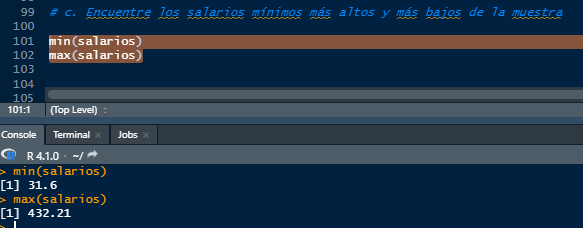 99 # c. Encuentre los salarios mínimos más altos y más bajos de la muestra
100
101 min(salarios)
102 max(salarios)
103
104
105
101:1 (Top Level) :
Console Terminal × Jobs ×
R 4.1.0 · ~/
> min(salarios)
[1] 31.6
> max(salarios)
[1] 432.21
>